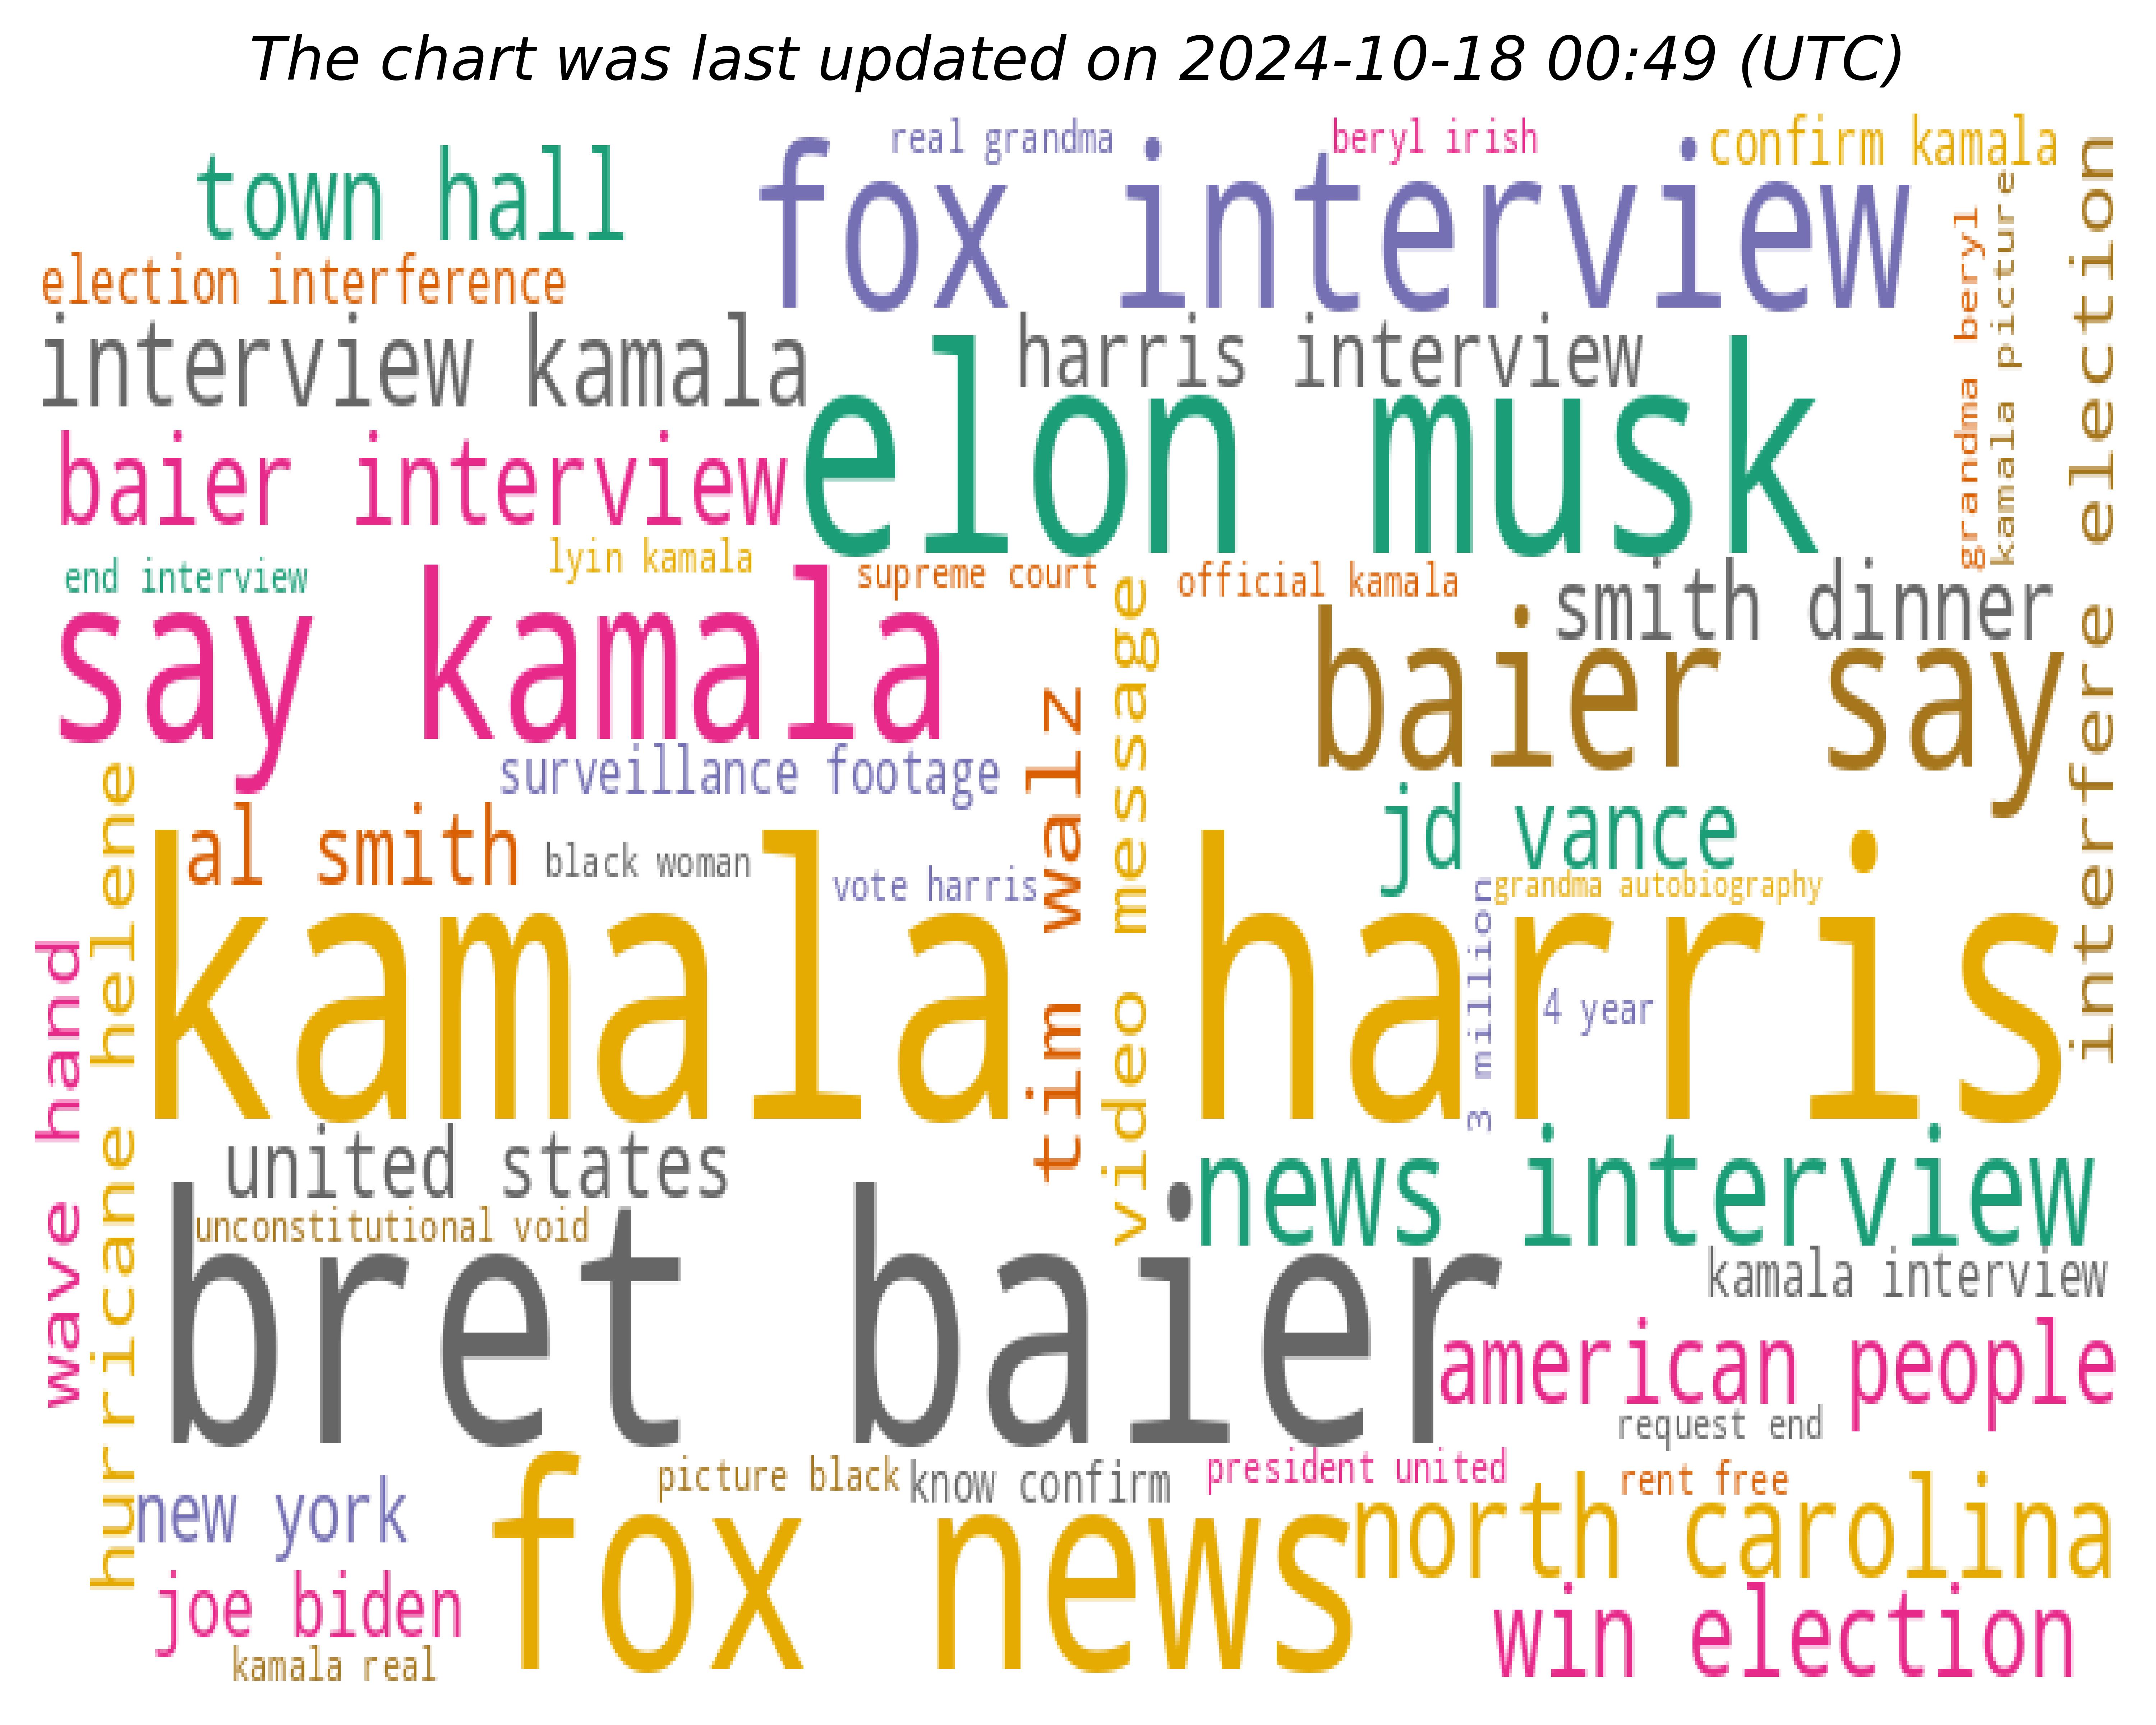 The chart was last updated on 2024-10-18 00:49 (UTC)
real grandma
beryl irish
confirm kamala
town hall
fox interview
election interference
interview kamala
harris interview
elon musk
baier interview
grandma beryl
kamala picture
interfere election
end interview
lyin kamala
supreme court
official kamala
smith dinner
say kamala
baier say
surveillance footage
tim walz
video message
jd vance
al smith
black woman
vote harris
grandma autobiography
kamala harris
3 million
4 year
wave hand
hurricane helene
united states
news interview
unconstitutional void
bret baier
kamala interview
american people
request end
picture black
know confirm
president united
rent free
new york
fox news
north carolina
joe biden
win election
kamala real